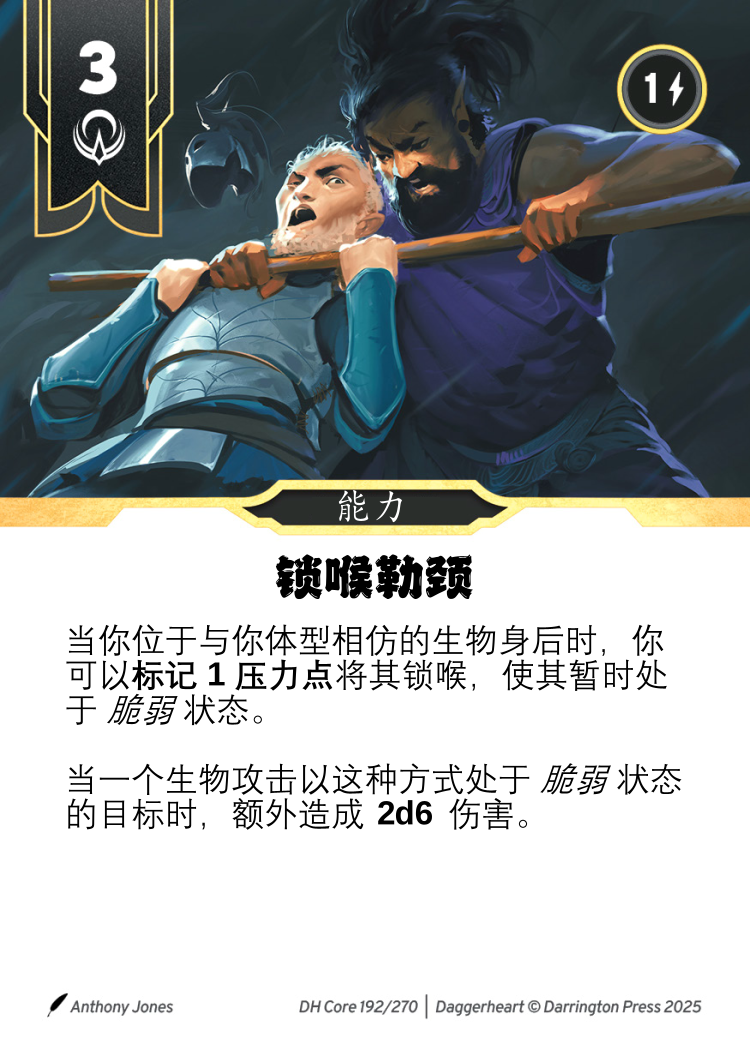 3
1
能力
锁喉勒颈
当你位于与你体型相仿的生物身后时，你
可以标记 1 压力点将其锁喉，使其暂时处
于 脆弱 状态。
当一个生物攻击以这种方式处于 脆弱 状态
的目标时，额外造成 2d6 伤害。
Anthony Jones
DH Core 192/270 | Daggerheart © Darrington Press 2025